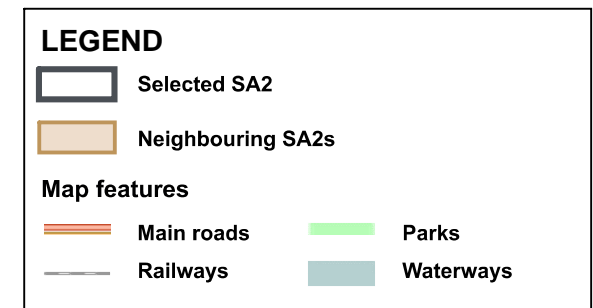 LEGEND
Selected SA2
Neighbouring SA2s
Map features
Main roads
Parks
Railways
Waterways